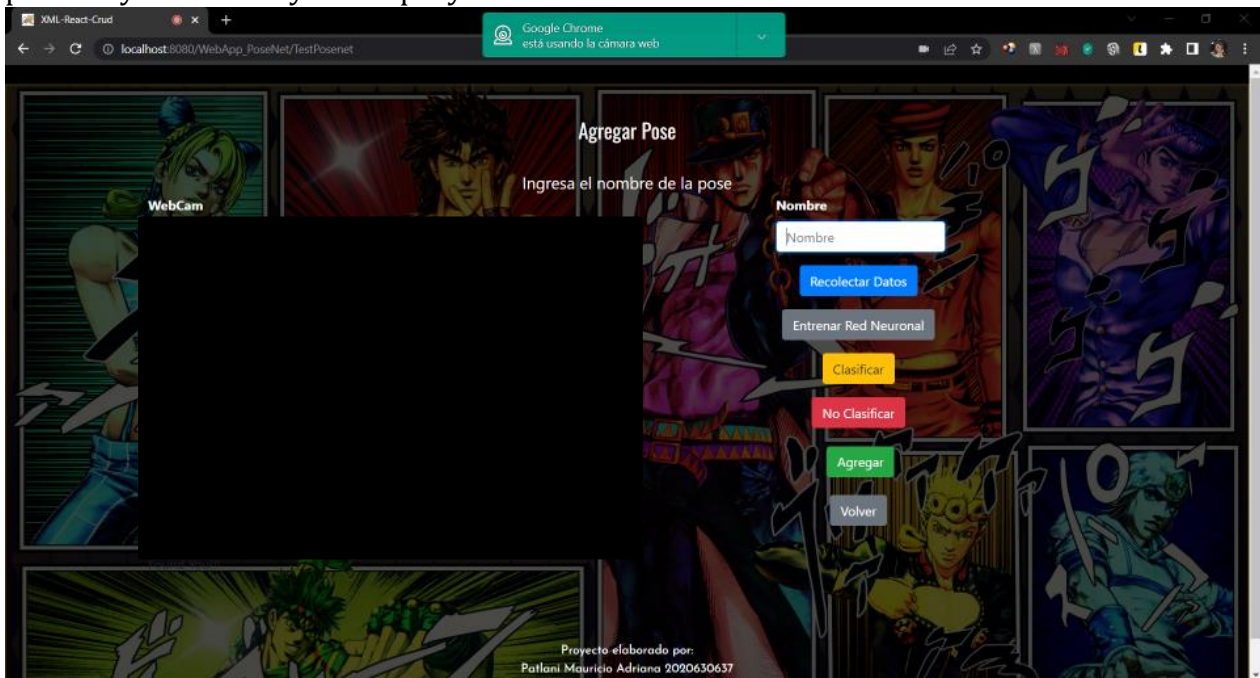 XML-React-Crud
Google Chrome
está usando la cámara web
localhost:8080/WebApp_PoseNet/TestPosenet
Agregar Pose
Ingresa el nombre de la pose
WebCam
Nombre
Nombre
Recolectar Datos
Entrenar Red Neuronal
Clasificar
No Clasificar
Agregar
Volver
Proyecto elaborado por:
Patlani Mauricio Adriana 2020630637